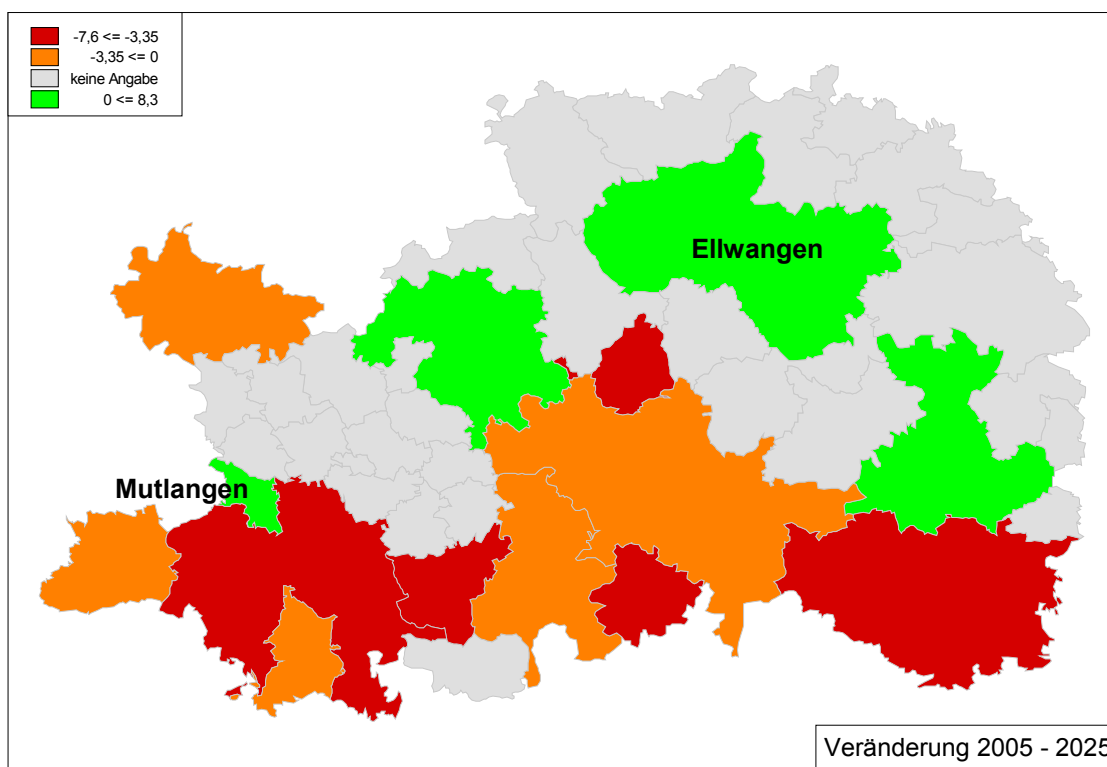 -7,6 <= -3,35
-3,35 <= 0
keine Angabe
0 <= 8,3
Ellwangen
Mutlangen
Veränderung 2005 - 2025